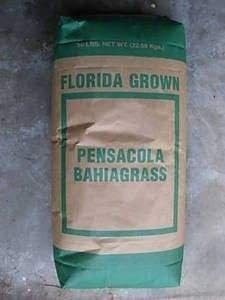 50 LBS. NET WT. (22.68 Kgs.)
FLORIDA GROWN
PENSACOLA
BAHIAGRASS